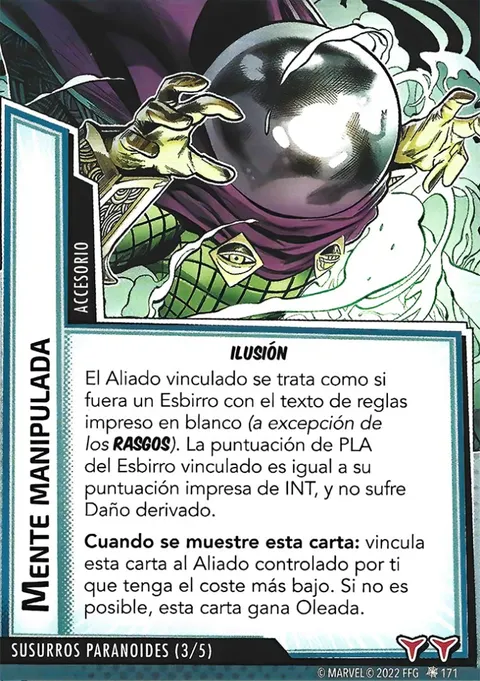 ACCESORIO
MENTE MANIPULADA
ILUSIÓN
El Aliado vinculado se trata como si
fuera un Esbirro con el texto de reglas
impreso en blanco (a excepción de
los RASGOS). La puntuación de PLA
del Esbirro vinculado es igual a su
puntuación impresa de INT, y no sufre
Daño derivado.
Cuando se muestre esta carta: vincula
esta carta al Aliado controlado por ti
que tenga el coste más bajo. Si no es
posible, esta carta gana Oleada.
SUSURROS PARANOIDES (3/5)
© MARVEL © 2022 FFG 171